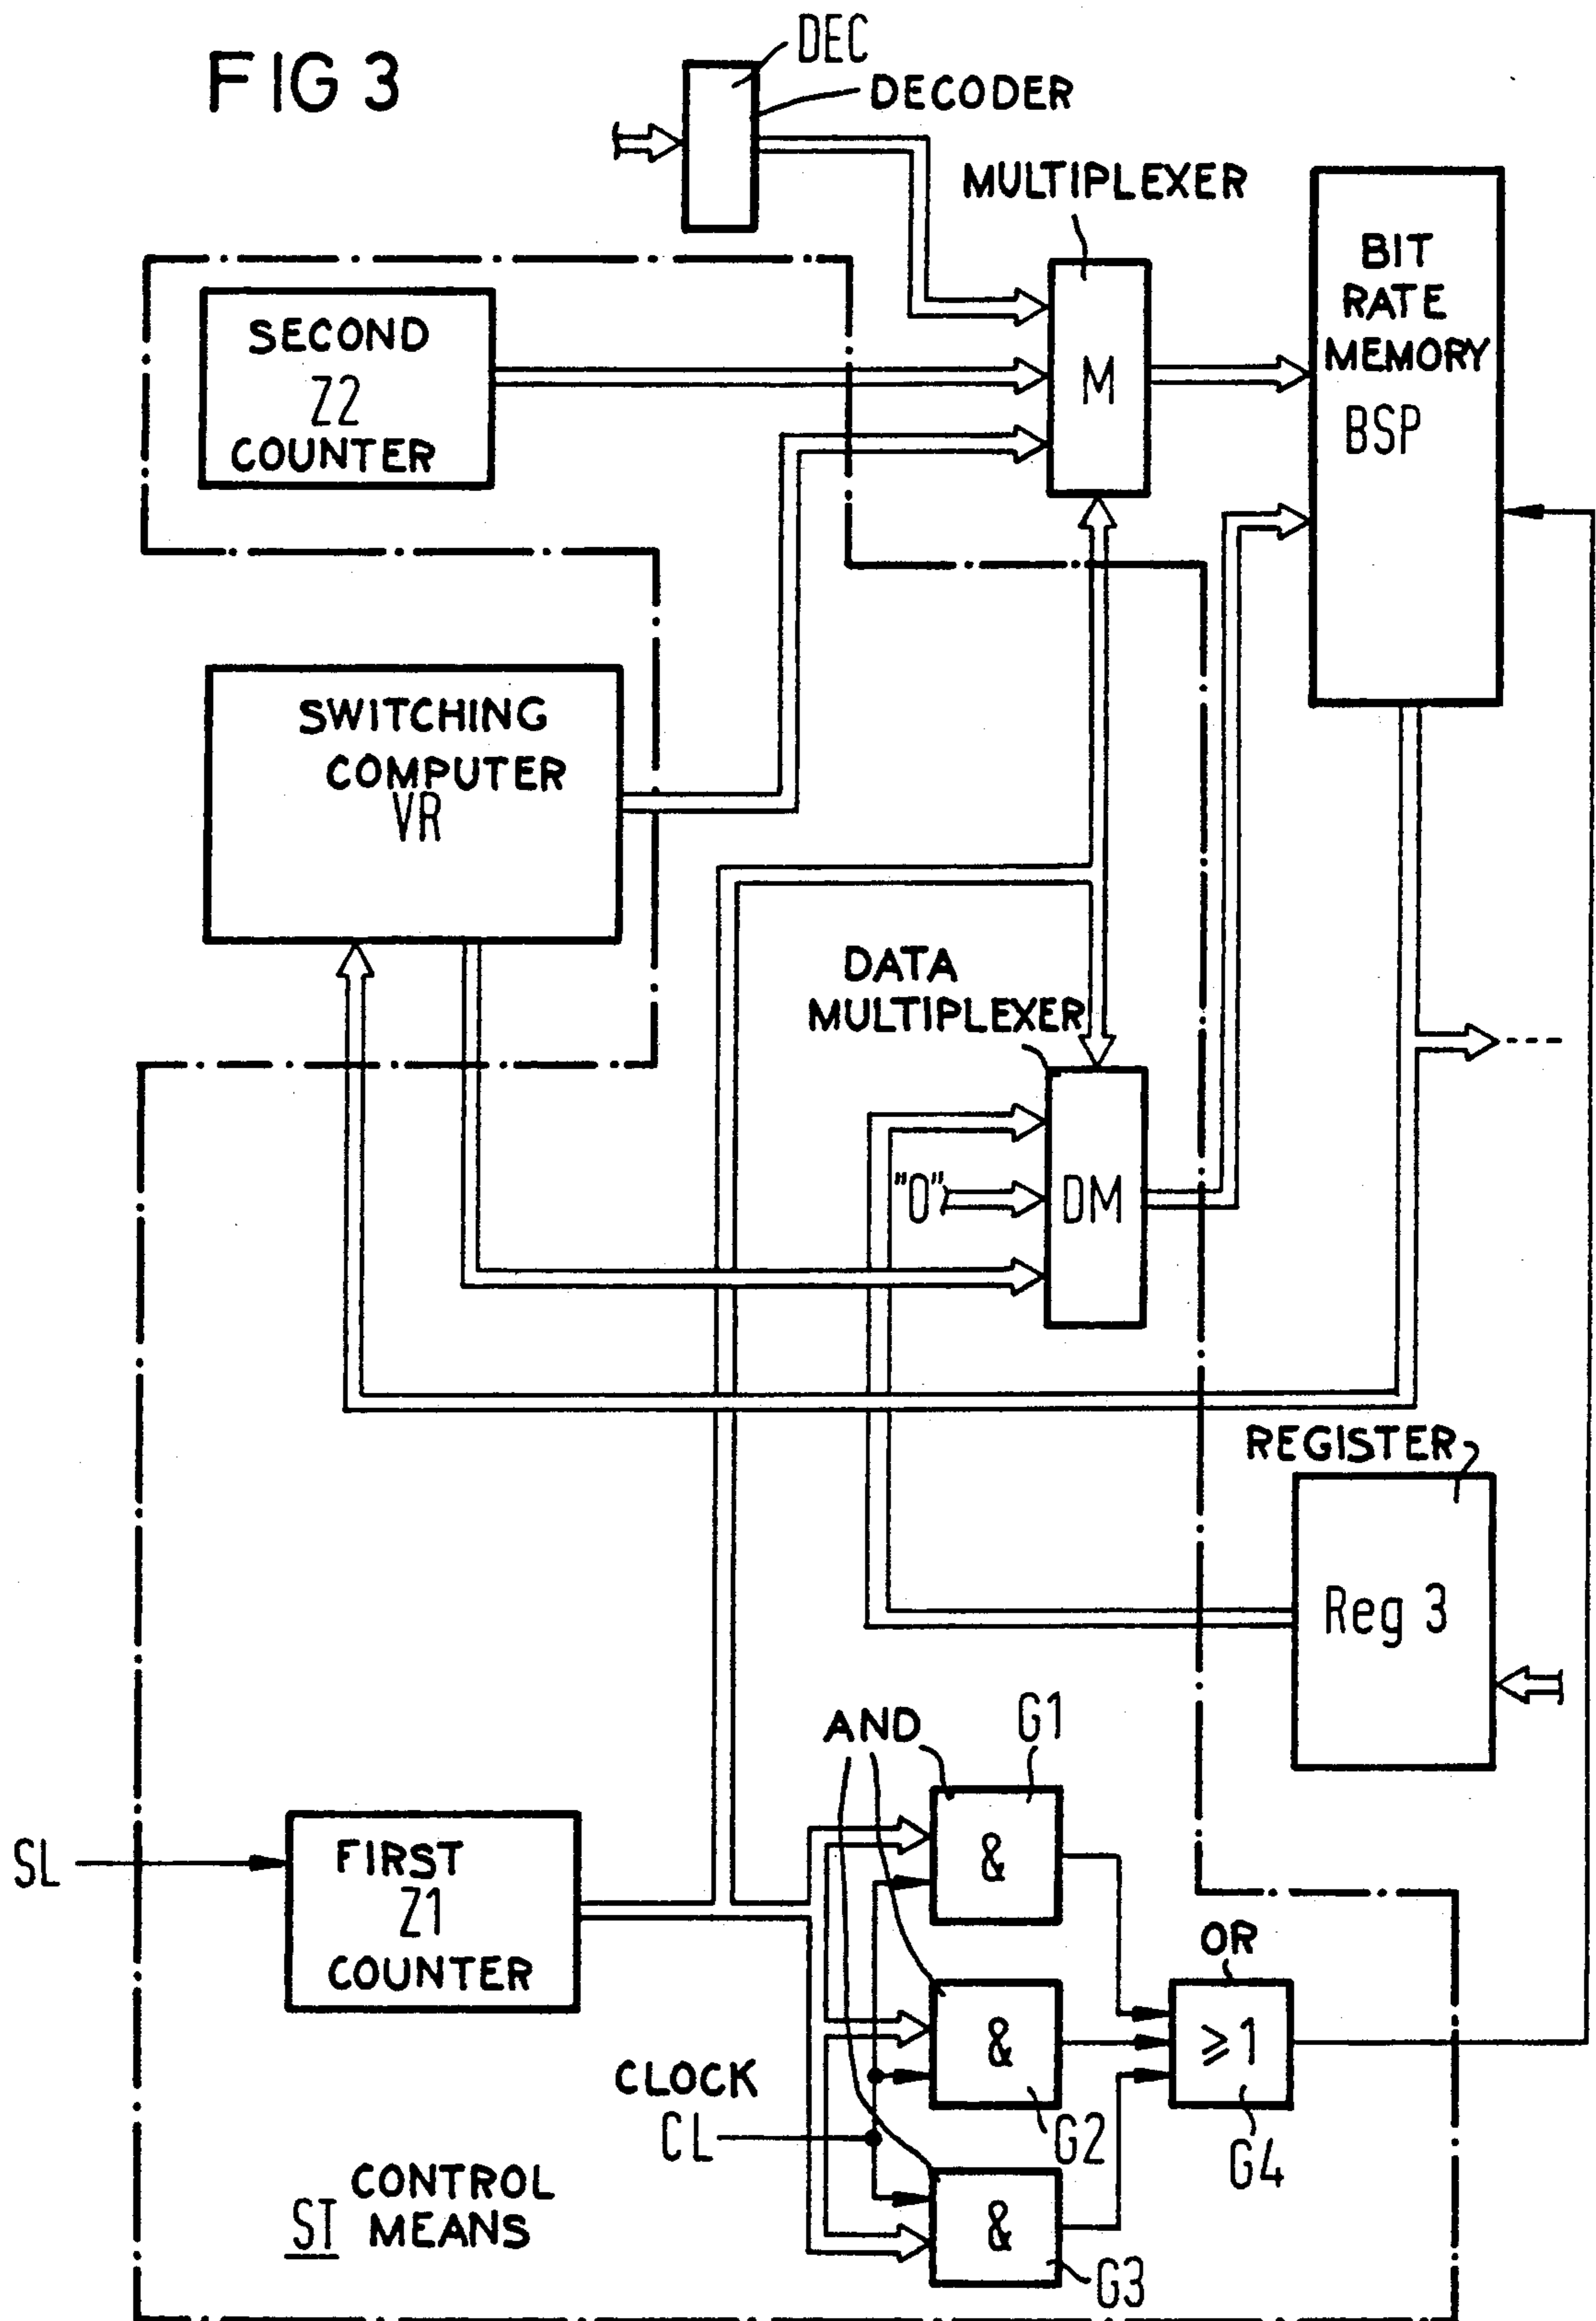 FIG 3
DEC
DECODER
MULTIPLEXER
BIT
RATE
MEMORY
BSP
SECOND
Z2
COUNTER
M
SWITCHING
COMPUTER
VR
DATA
MULTIPLEXER
"0"
DM
REGISTER
Reg 3
AND
G1
&
SL
FIRST
Z1
COUNTER
OR
&
≥1
CLOCK
CL
G2
G4
CONTROL
ST MEANS
&
G3